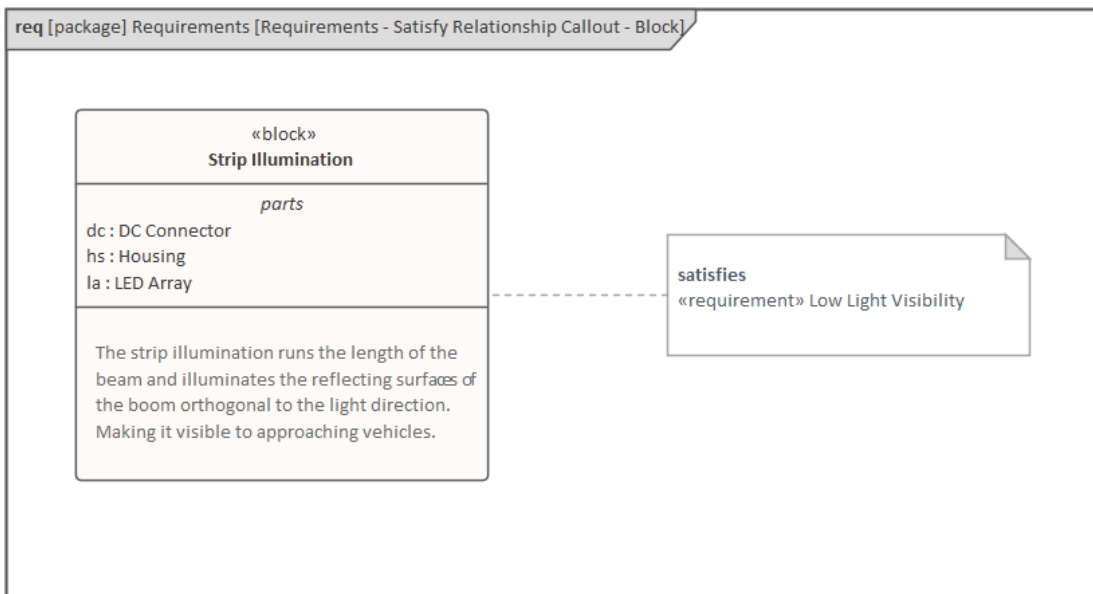 req [package] Requirements [Requirements - Satisfy Relationship Callout - Block]
«block»
Strip Illumination
parts
dc : DC Connector
hs : Housing
la : LED Array
The strip illumination runs the length of the
beam and illuminates the reflecting surfaces of
the boom orthogonal to the light direction.
Making it visible to approaching vehicles.
satisfies
«requirement» Low Light Visibility